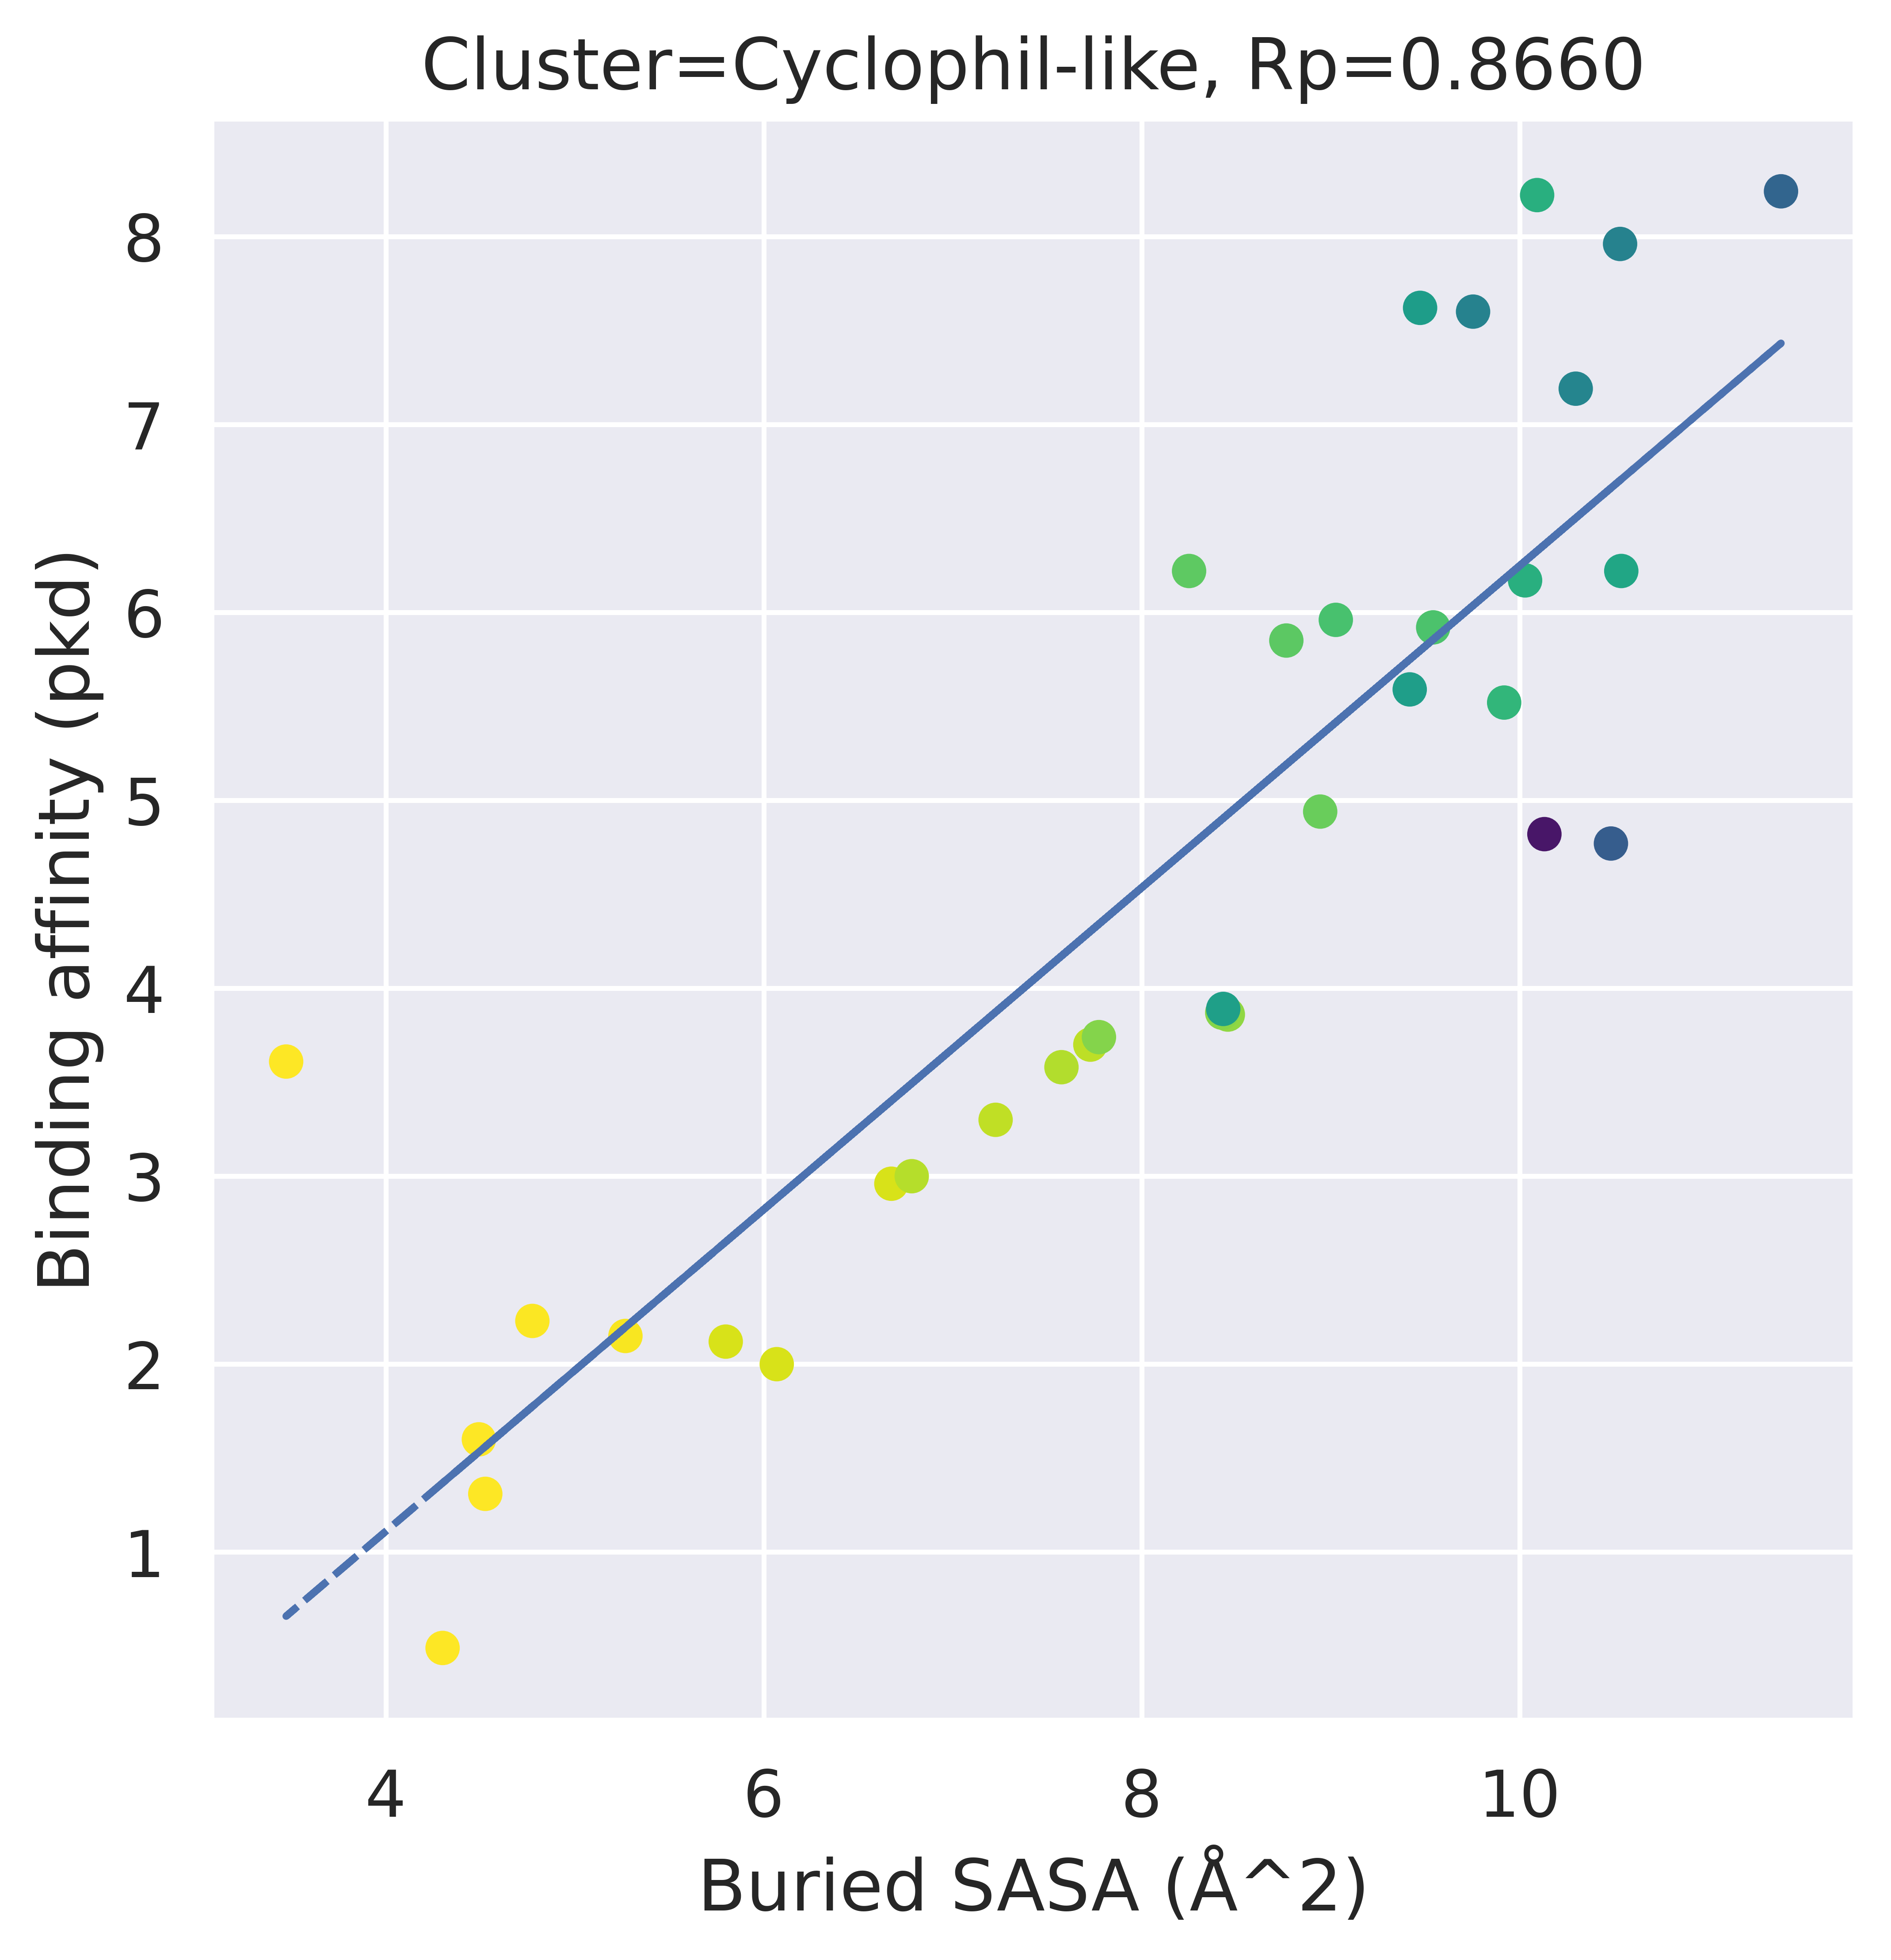 Cluster=Cyclophil-like, Rp=0.8660
8
7
6
5
4
3
2
1
Binding affinity (pkd)
4 6 8 10
Buried SASA (Å^2)